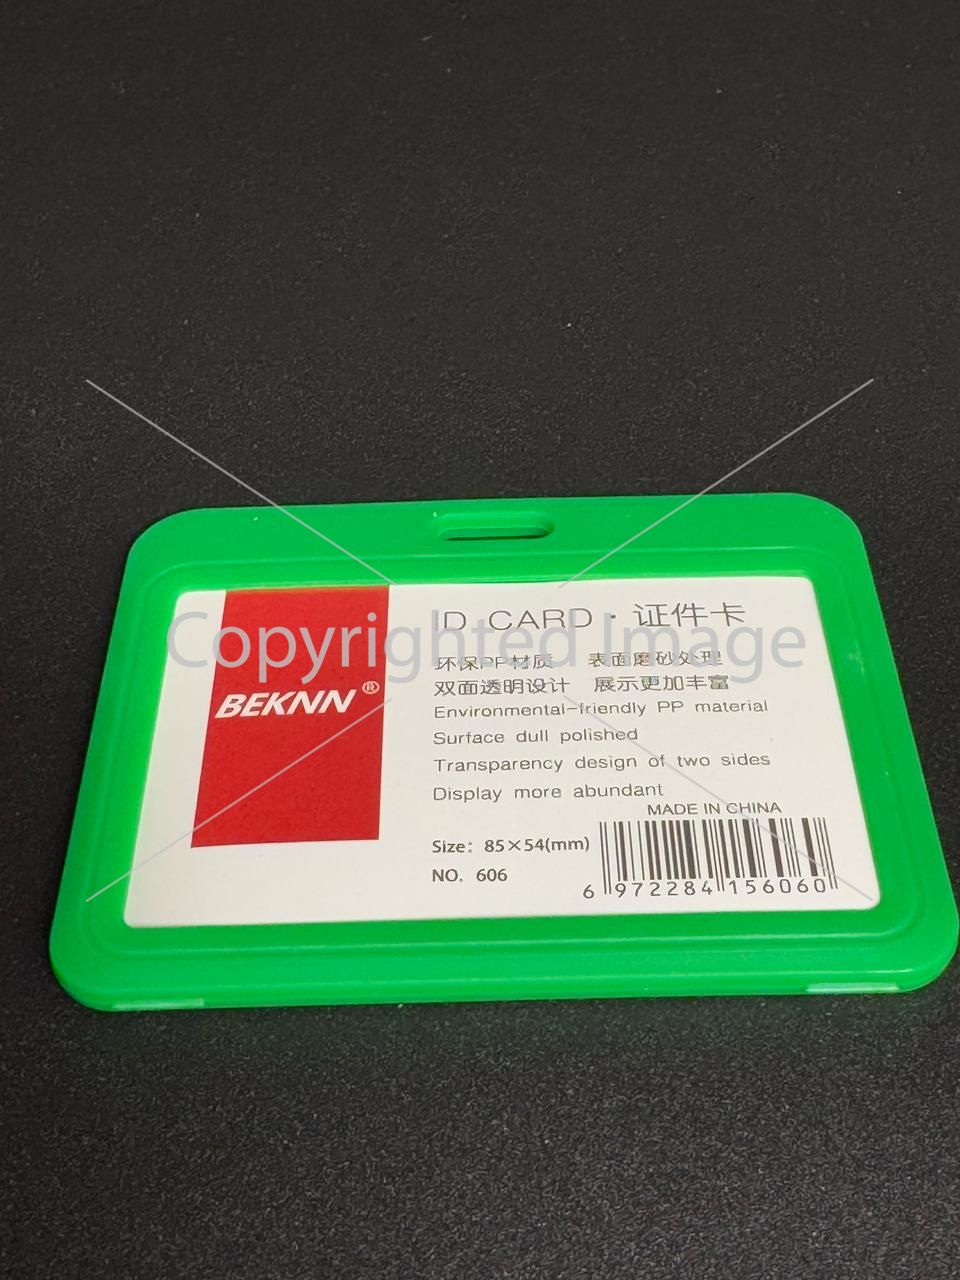 ID CARD · 证件卡
环保PP材质 表面磨砂处理
双面透明设计 展示更加丰富
BEKNN®
Environmental-friendly PP material
Surface dull polished
Transparency design of two sides
Display more abundant
MADE IN CHINA
Size: 85×54(mm)
NO. 606
6 972284 156060
Copyrighted Image